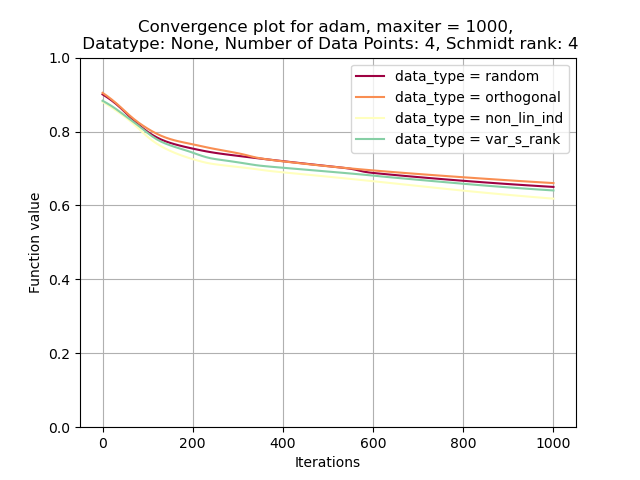 Convergence plot for adam, maxiter = 1000,
Datatype: None, Number of Data Points: 4, Schmidt rank: 4
data_type = random
data_type = orthogonal
data_type = non_lin_ind
data_type = var_s_rank
Function value
1.0
0.8
0.6
0.4
0.2
0.0
0 200 400 600 800 1000
Iterations